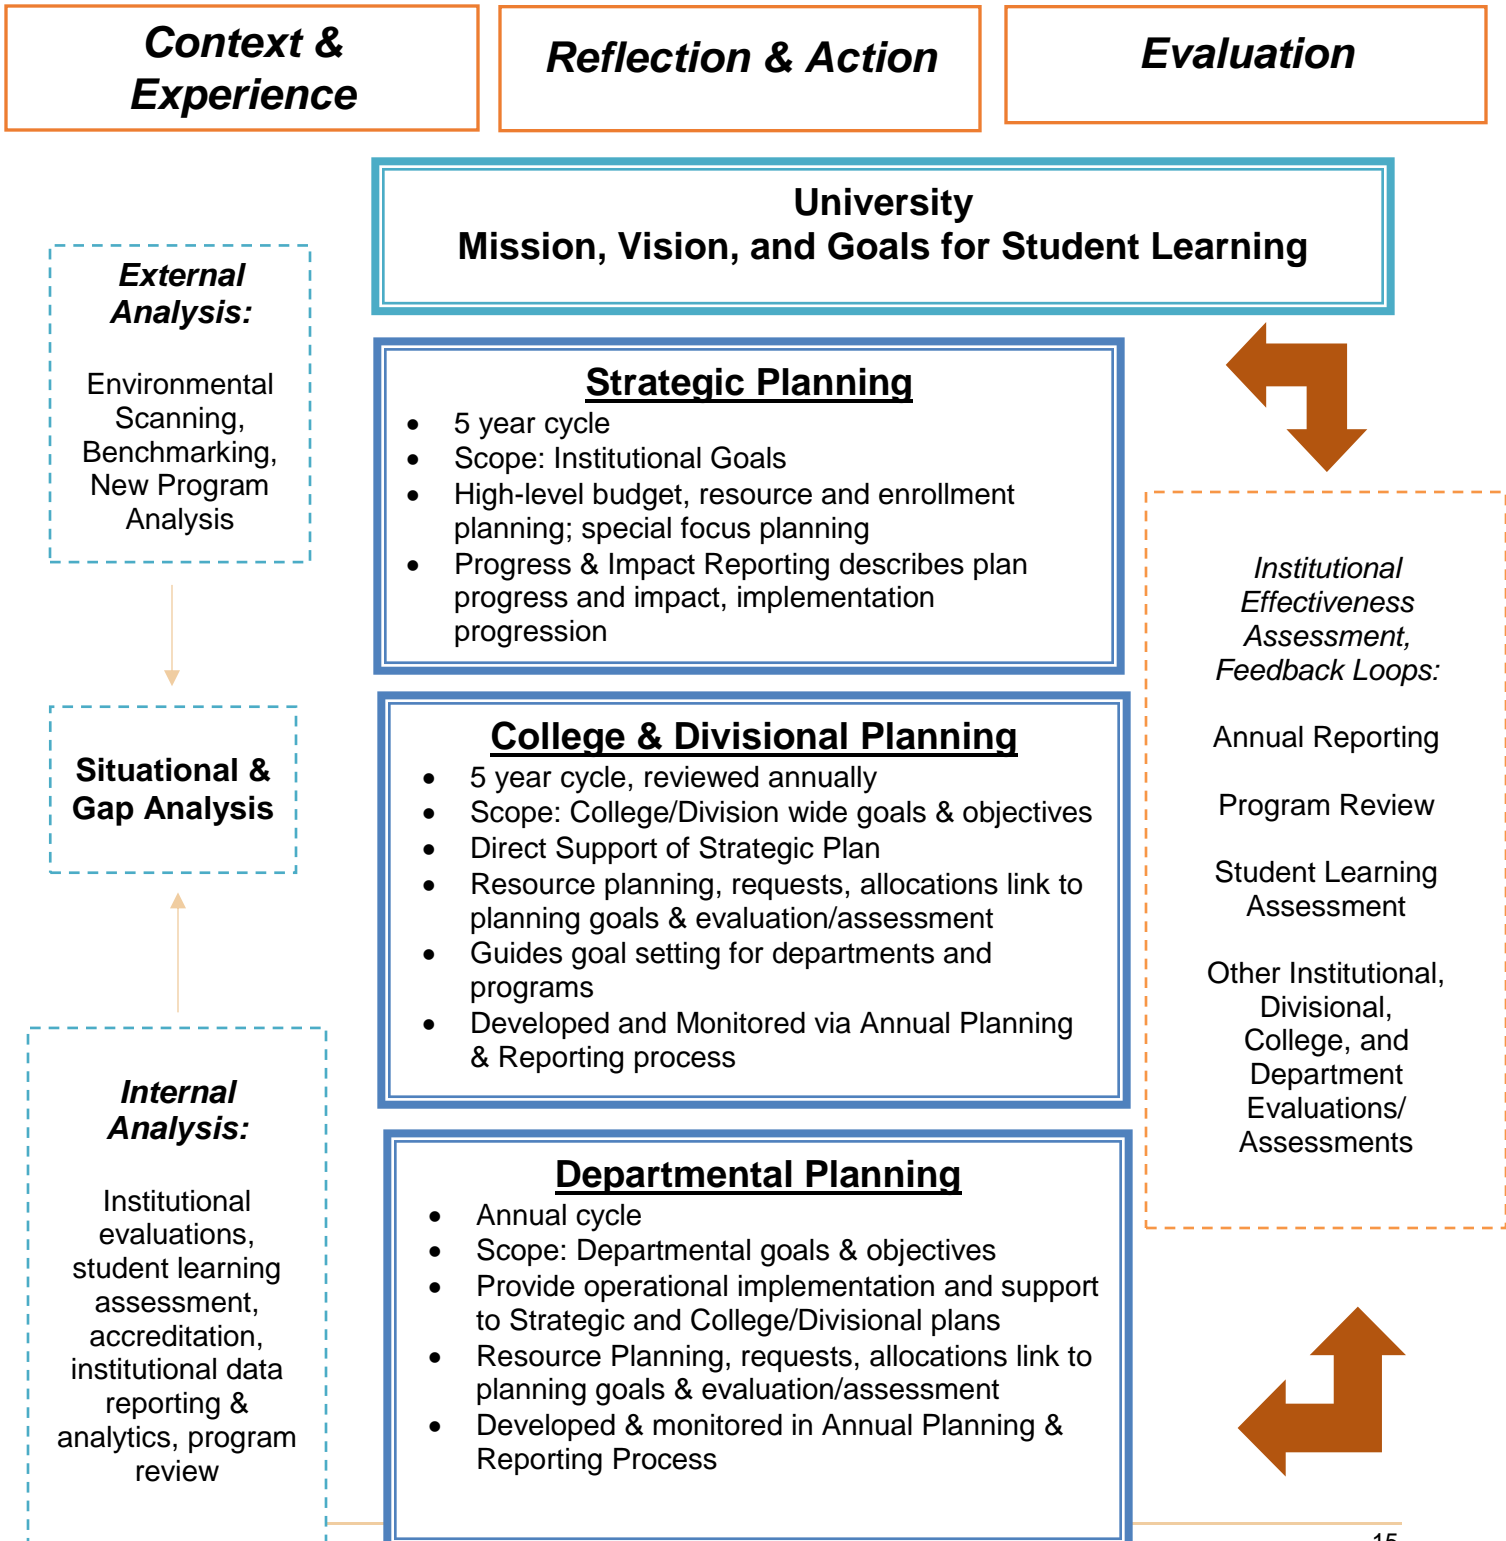 Context &
Experience
Reflection & Action
Evaluation
University
Mission, Vision, and Goals for Student Learning
External
Analysis:
Environmental
Scanning,
Benchmarking,
New Program
Analysis
Situational &
Gap Analysis
Internal
Analysis:
Institutional
evaluations,
student learning
assessment,
accreditation,
institutional data
reporting &
analytics, program
review
Strategic Planning
• 5 year cycle
• Scope: Institutional Goals
• High-level budget, resource and enrollment
planning; special focus planning
• Progress & Impact Reporting describes plan
progress and impact, implementation
progression
College & Divisional Planning
• 5 year cycle, reviewed annually
• Scope: College/Division wide goals & objectives
• Direct Support of Strategic Plan
• Resource planning, requests, allocations link to
planning goals & evaluation/assessment
• Guides goal setting for departments and
programs
• Developed and Monitored via Annual Planning
& Reporting process
Departmental Planning
• Annual cycle
• Scope: Departmental goals & objectives
• Provide operational implementation and support
to Strategic and College/Divisional plans
• Resource Planning, requests, allocations link to
planning goals & evaluation/assessment
• Developed & monitored in Annual Planning &
Reporting Process
Institutional
Effectiveness
Assessment,
Feedback Loops:
Annual Reporting
Program Review
Student Learning
Assessment
Other Institutional,
Divisional,
College, and
Department
Evaluations/
Assessments
15